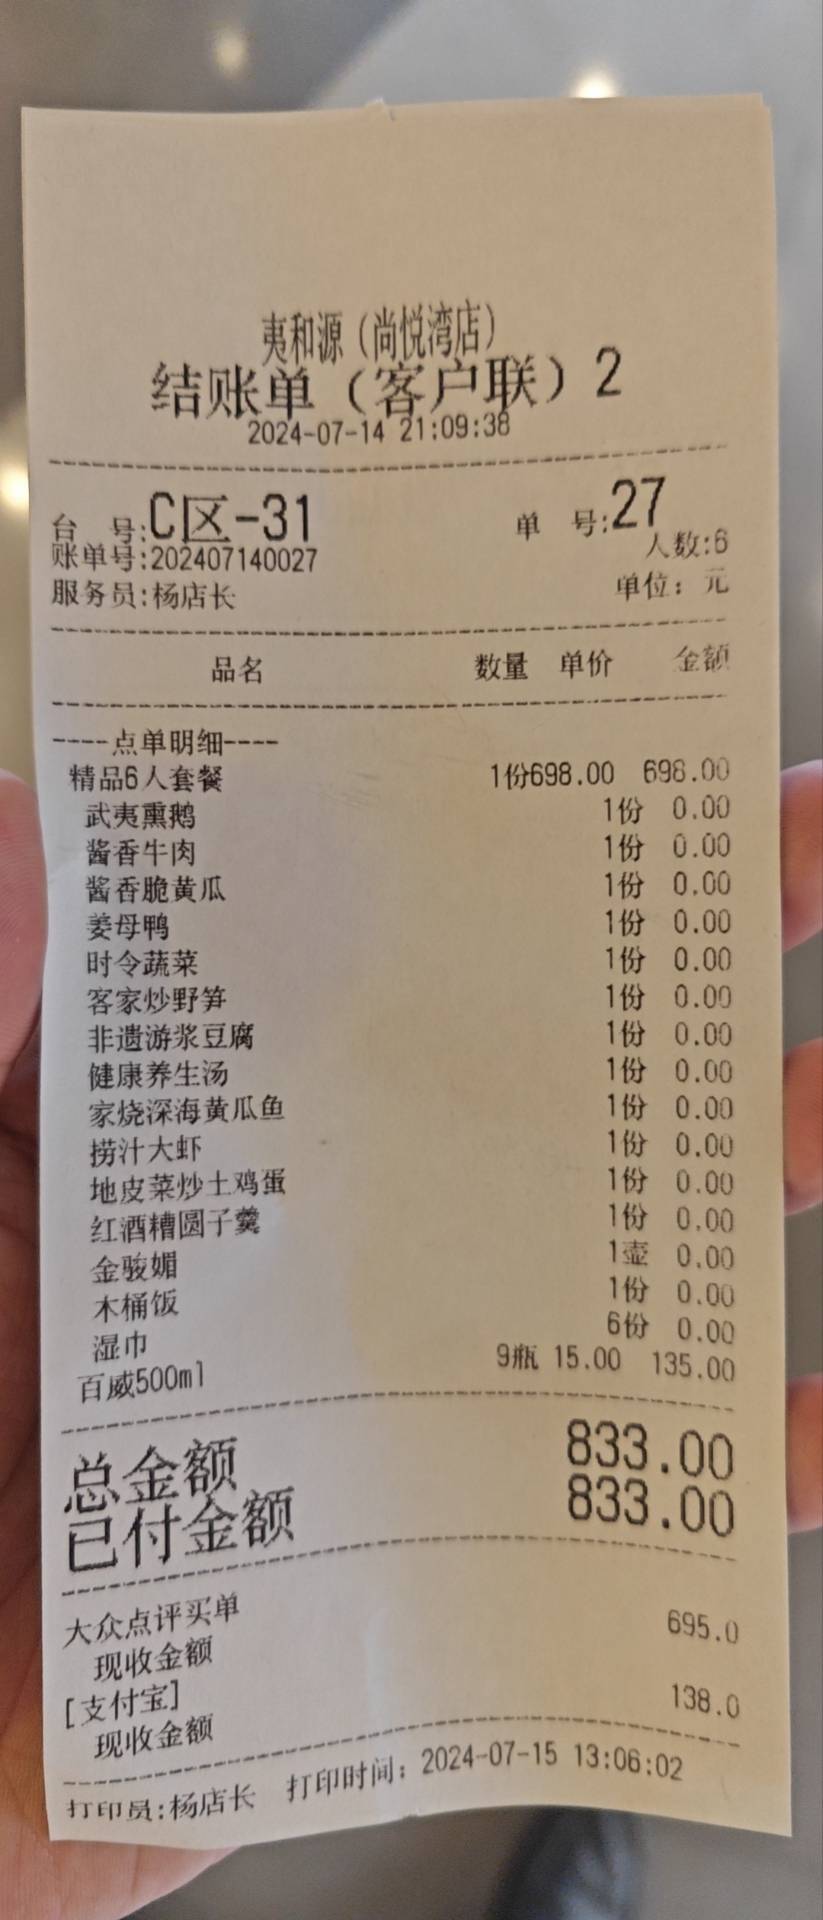 夷和源（尚悦湾店）
结账单（客户联）2
2024-07-14 21:09:38
台 号:C区-31 单 号:27
账单号:202407140027 人数:6
服务员:杨店长 单位：元
品名 数量 单价 金额
----点单明细----
精品6人套餐 1份698.00 698.00
武夷熏鹅 1份 0.00
酱香牛肉 1份 0.00
酱香脆黄瓜 1份 0.00
姜母鸭 1份 0.00
时令蔬菜 1份 0.00
客家炒野笋 1份 0.00
非遗游浆豆腐 1份 0.00
健康养生汤 1份 0.00
家烧深海黄瓜鱼 1份 0.00
捞汁大虾 1份 0.00
地皮菜炒土鸡蛋 1份 0.00
红酒糟圆子羹 1份 0.00
金骏媚 1壶 0.00
木桶饭 1份 0.00
湿巾 6份 0.00
百威500ml 9瓶 15.00 135.00
总金额 833.00
已付金额 833.00
大众点评买单
现收金额 695.0
[支付宝]
现收金额 138.0
打印员:杨店长 打印时间：2024-07-15 13:06:02